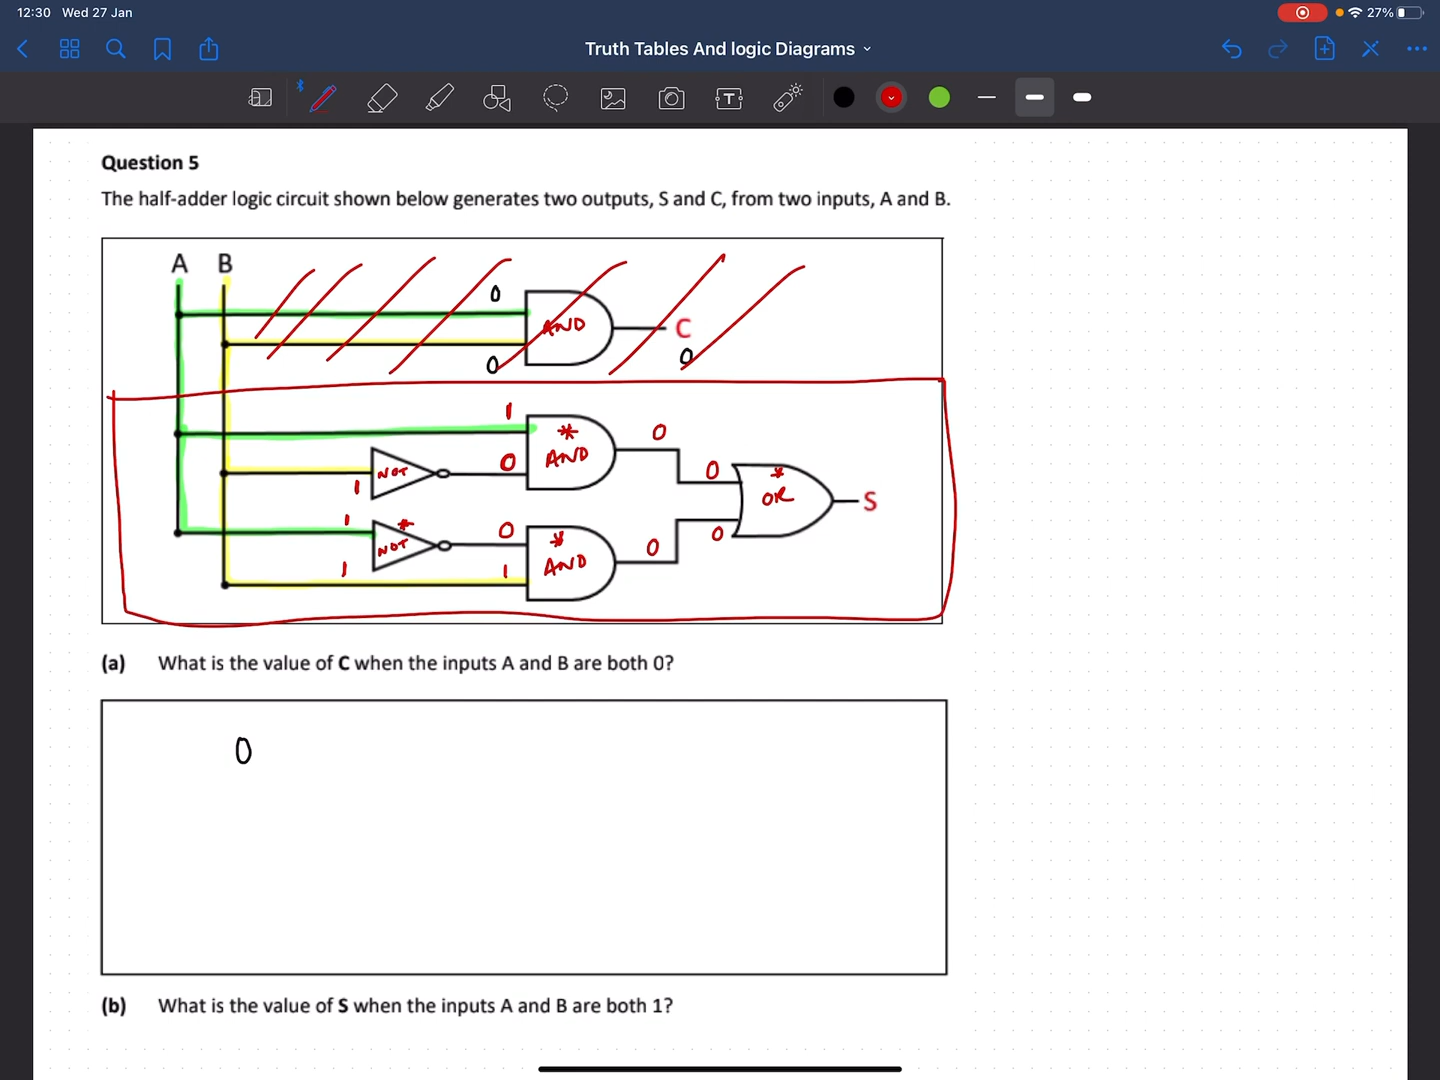 12:30 Wed 27 Jan
27%
Truth Tables And logic Diagrams
T
Question 5
The half-adder logic circuit shown below generates two outputs, S and C, from two inputs, A and B.
A B
0
AND
C
0
0
1
*
AND
0
0
NOT
1
0
*
OR
S
1
*
NOT
0
*
AND
0
0
1
1
(a) What is the value of C when the inputs A and B are both 0?
0
(b) What is the value of S when the inputs A and B are both 1?